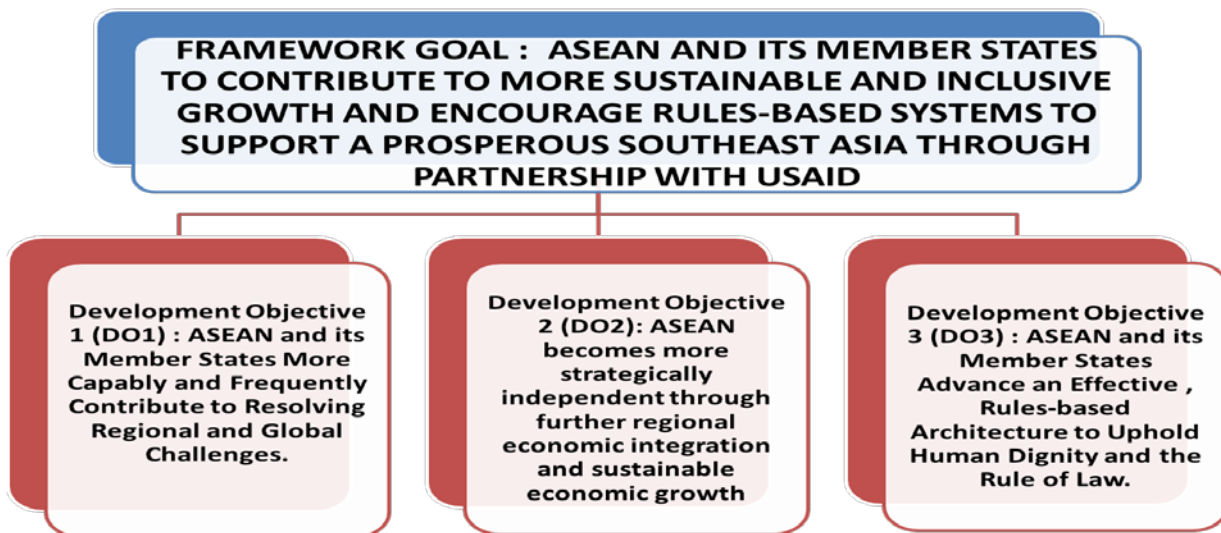 FRAMEWORK GOAL : ASEAN AND ITS MEMBER STATES
TO CONTRIBUTE TO MORE SUSTAINABLE AND INCLUSIVE
GROWTH AND ENCOURAGE RULES-BASED SYSTEMS TO
SUPPORT A PROSPEROUS SOUTHEAST ASIA THROUGH
PARTNERSHIP WITH USAID
Development Objective
1 (DO1) : ASEAN and its
Member States More
Capably and Frequently
Contribute to Resolving
Regional and Global
Challenges.
Development Objective
2 (DO2): ASEAN
becomes more
strategically
independent through
further regional
economic integration
and sustainable
economic growth
Development Objective
3 (DO3) : ASEAN and its
Member States
Advance an Effective ,
Rules-based
Architecture to Uphold
Human Dignity and the
Rule of Law.